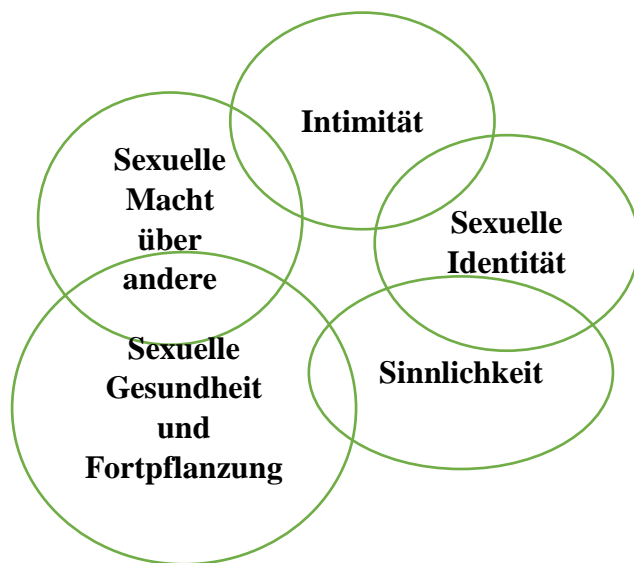 Intimität
Sexuelle
Macht
über
andere
Sexuelle
Identität
Sexuelle
Gesundheit
und
Fortpflanzung
Sinnlichkeit